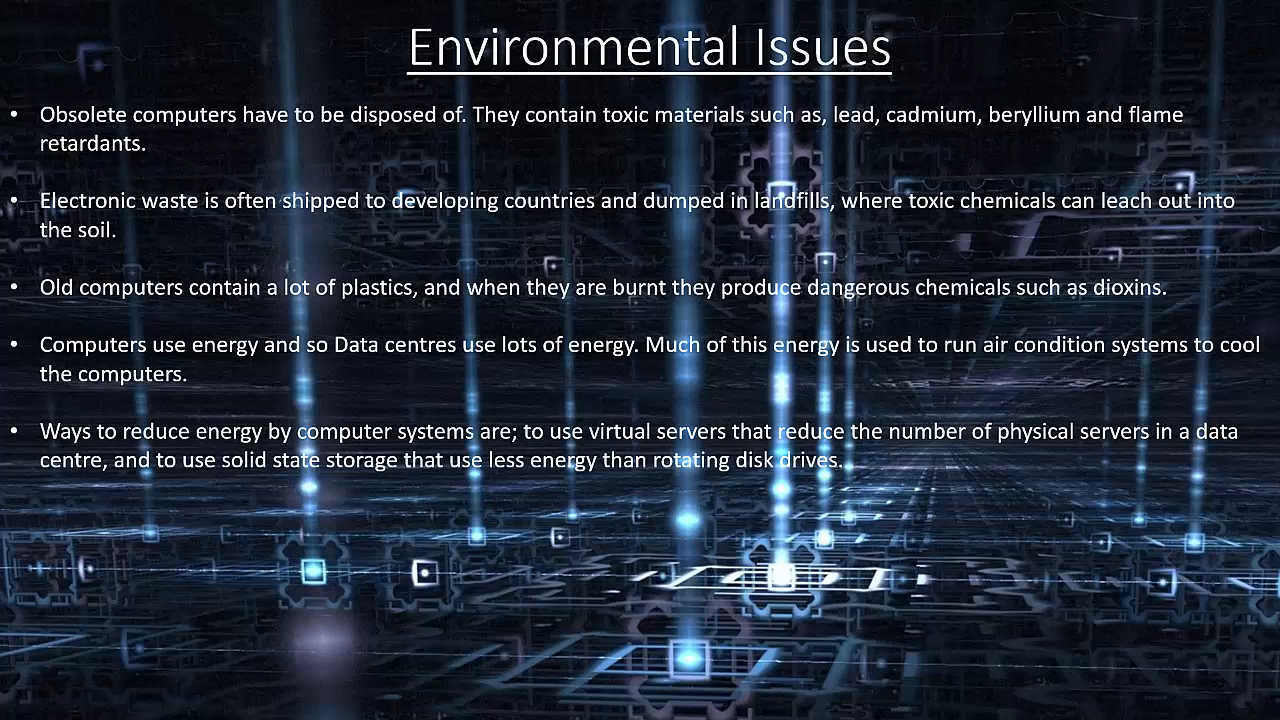 Environmental Issues
• Obsolete computers have to be disposed of. They contain toxic materials such as, lead, cadmium, beryllium and flame
retardants.
• Electronic waste is often shipped to developing countries and dumped in landfills, where toxic chemicals can leach out into
the soil.
• Old computers contain a lot of plastics, and when they are burnt they produce dangerous chemicals such as dioxins.
• Computers use energy and so Data centres use lots of energy. Much of this energy is used to run air condition systems to cool
the computers.
• Ways to reduce energy by computer systems are; to use virtual servers that reduce the number of physical servers in a data
centre, and to use solid state storage that use less energy than rotating disk drives.